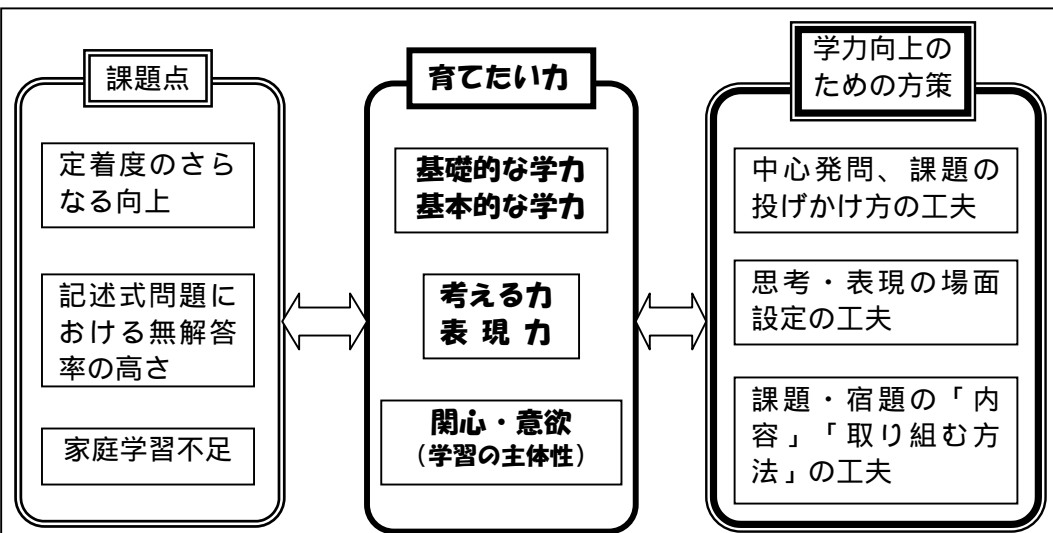 課題点
定着度のさら
なる向上
記述式問題に
おける無解答
率の高さ
家庭学習不足
育てたい力
基礎的な学力
基本的な学力
考える力
表現力
関心・意欲
(学習の主体性)
学力向上の
ための方策
中心発問、課題の
投げかけ方の工夫
思考・表現の場面
設定の工夫
課題・宿題の「内
容」「取り組む方
法」の工夫